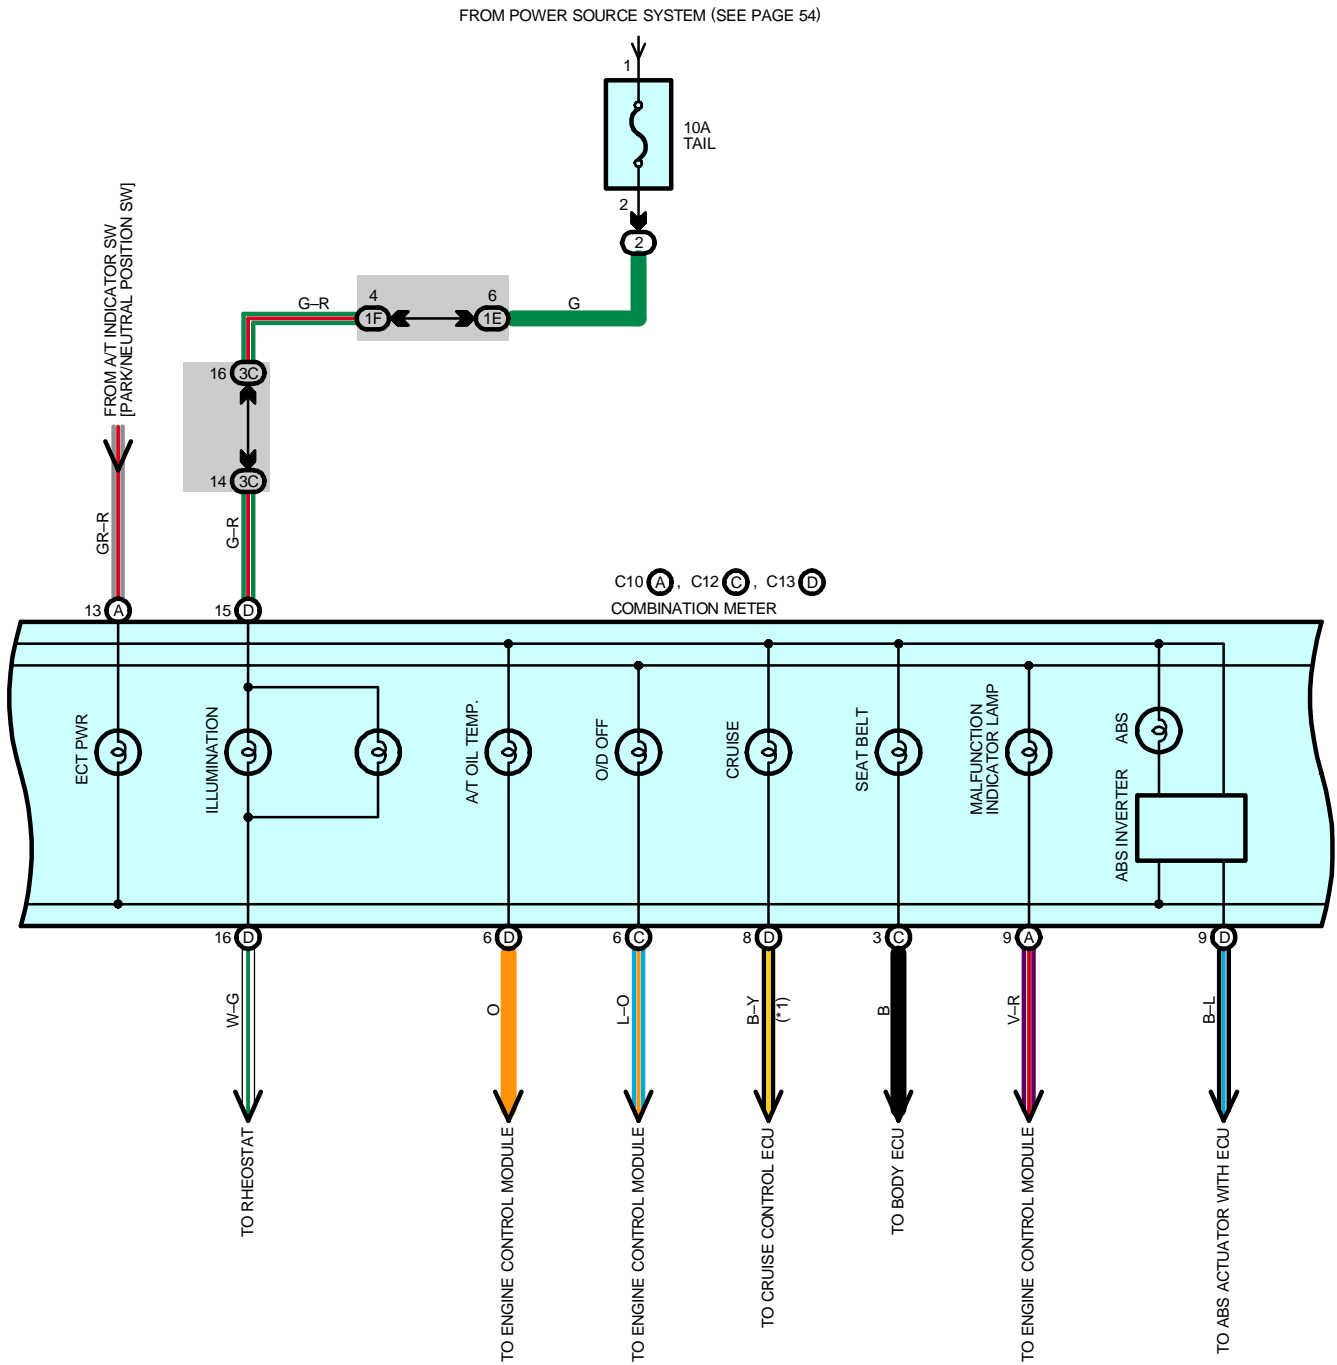 FROM POWER SOURCE SYSTEM (SEE PAGE 54)
1
10A
TAIL
2
2
FROM A/T INDICATOR SW
[PARK/NEUTRAL POSITION SW]
G–R
4
1F
6
1E
G
16
3C
14
3C
GR–R
G–R
C10 A , C12 C , C13 D
COMBINATION METER
13 A
15 D
ECT PWR
ILLUMINATION
A/T OIL TEMP.
O/D OFF
CRUISE
SEAT BELT
MALFUNCTION
INDICATOR LAMP
ABS
ABS INVERTER
16 D
6 D
6 C
8 D
3 C
9 A
9 D
W–G
O
L–O
B–Y
(*1)
B
V–R
B–L
TO RHEOSTAT
TO ENGINE CONTROL MODULE
TO ENGINE CONTROL MODULE
TO CRUISE CONTROL ECU
TO BODY ECU
TO ENGINE CONTROL MODULE
TO ABS ACTUATOR WITH ECU